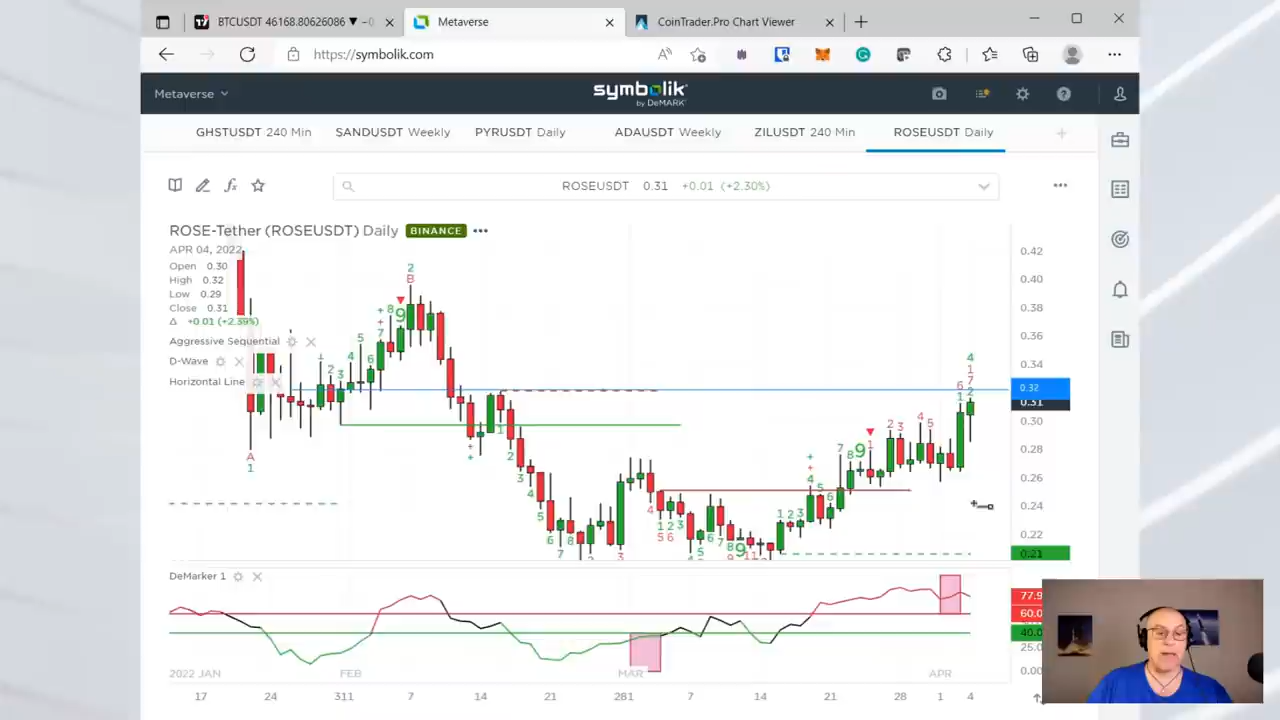 BTCUSDT 46168.80626086 ▼ −0
Metaverse
CoinTrader.Pro Chart Viewer
https://symbolik.com
Metaverse
symbolik
by DeMARK
GHSTUSDT 240 Min
SANDUSDT Weekly
PYRUSDT Daily
ADAUSDT Weekly
ZILUSDT 240 Min
ROSEUSDT Daily
ROSEUSDT 0.31 +0.01 (+2.30%)
ROSE-Tether (ROSEUSDT) Daily BINANCE
APR 04, 2022
Open 0.30
High 0.32
Low 0.29
Close 0.31
Δ +0.01 (+2.39%)
Aggressive Sequential
D-Wave
Horizontal Line
0.42
0.40
0.38
0.36
0.34
0.32
0.31
0.30
0.28
0.26
0.24
0.22
0.21
DeMarker 1
77.9
60.0
40.0
25.0
0.00
2022 JAN FEB MAR APR
17 24 311 7 14 21 281 7 14 21 28 1 4